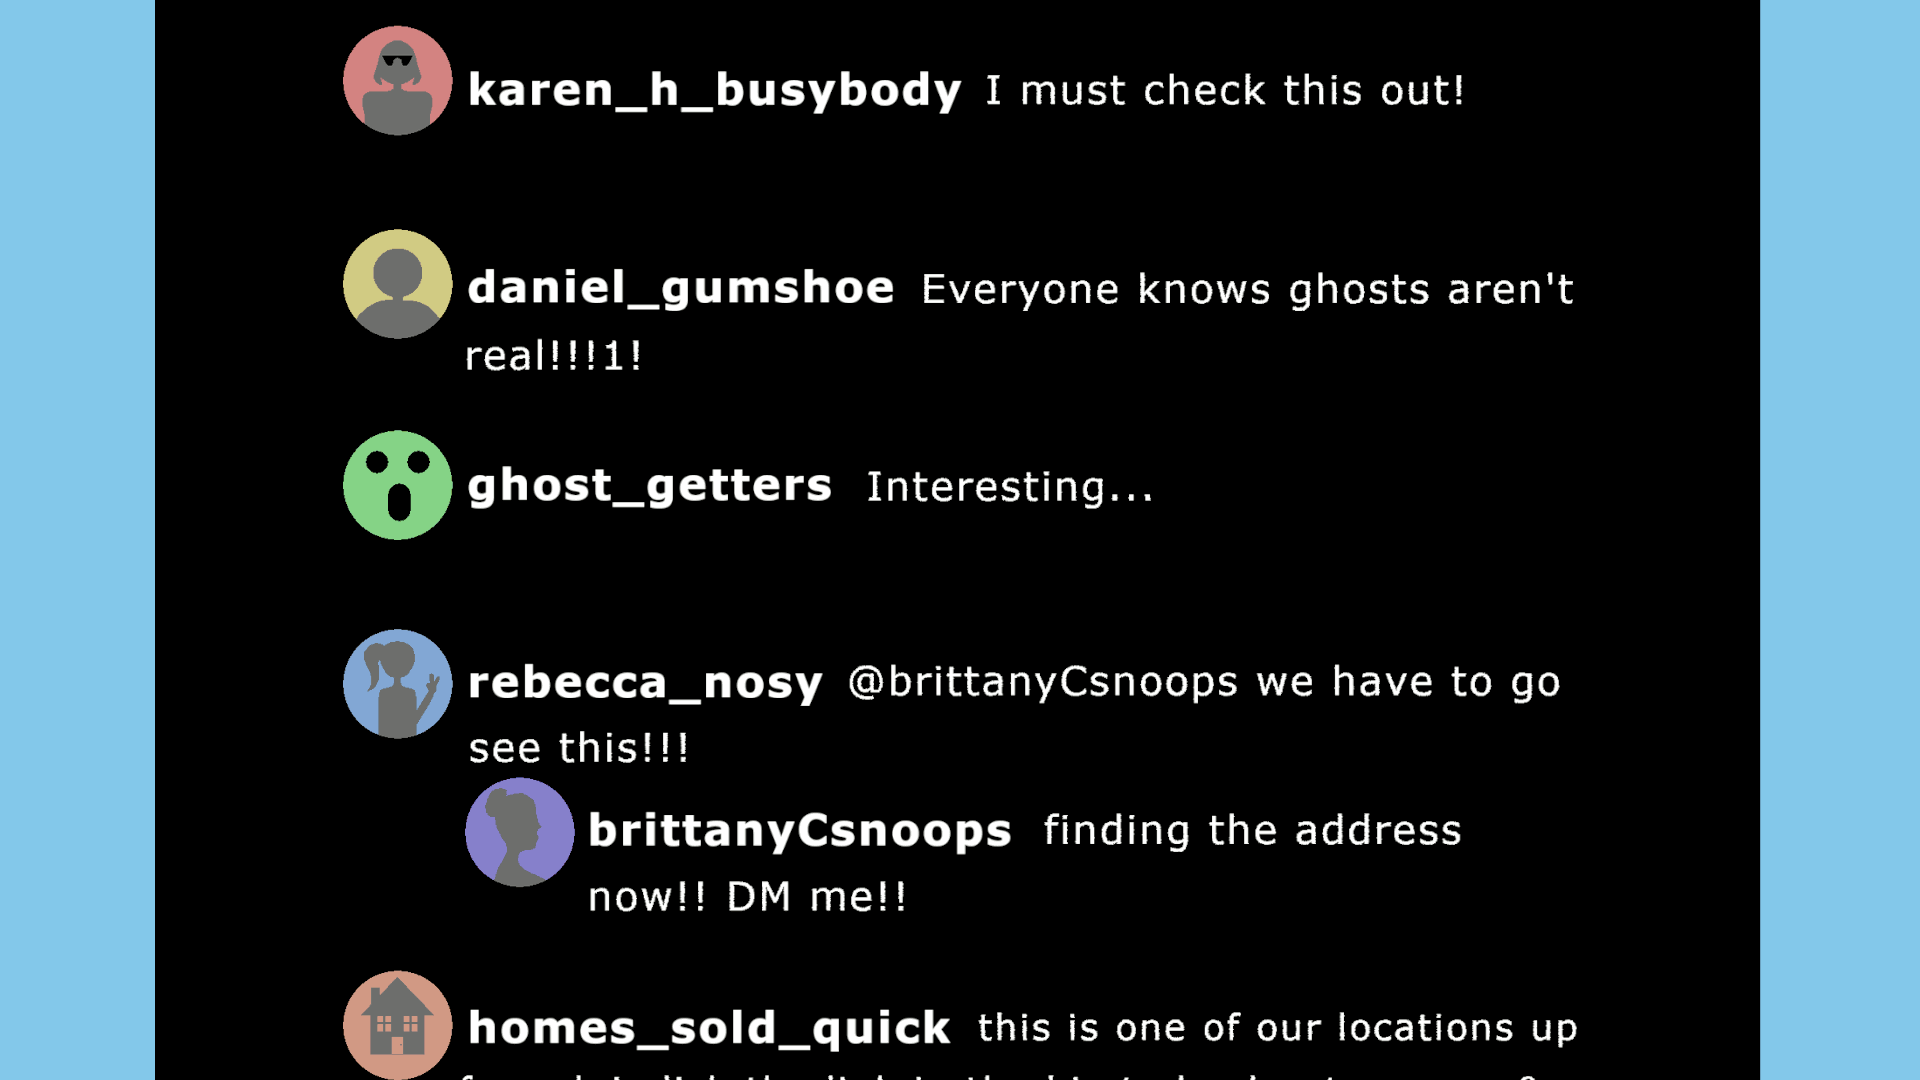 karen_h_busybody I must check this out!
daniel_gumshoe Everyone knows ghosts aren't
real!!!1!
ghost_getters Interesting...
rebecca_nosy @brittanyCsnoops we have to go
see this!!!
brittanyCsnoops finding the address
now!! DM me!!
homes_sold_quick this is one of our locations up